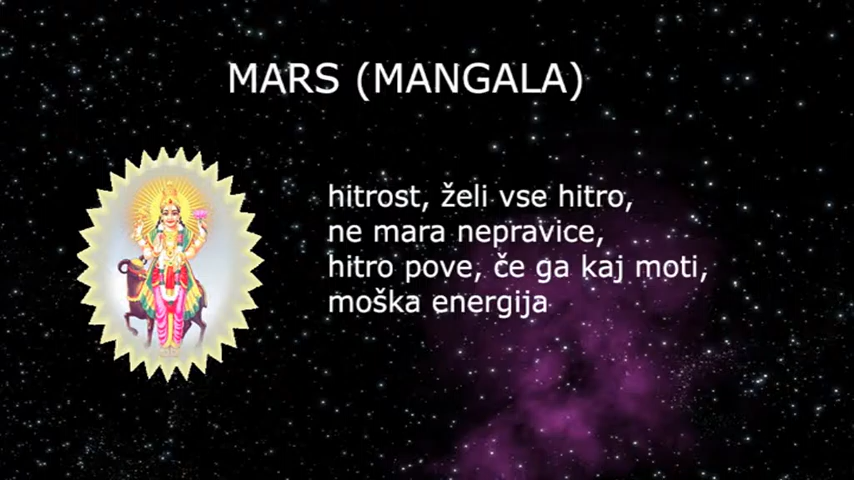 MARS (MANGALA)
hitrost, želi vse hitro,
ne mara nepravice,
hitro pove, če ga kaj moti,
moška energija